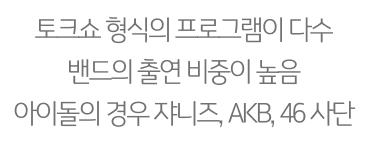 토크쇼 형식의 프로그램이 다수
밴드의 출연 비중이 높음
아이돌의 경우 쟈니즈, AKB, 46 사단